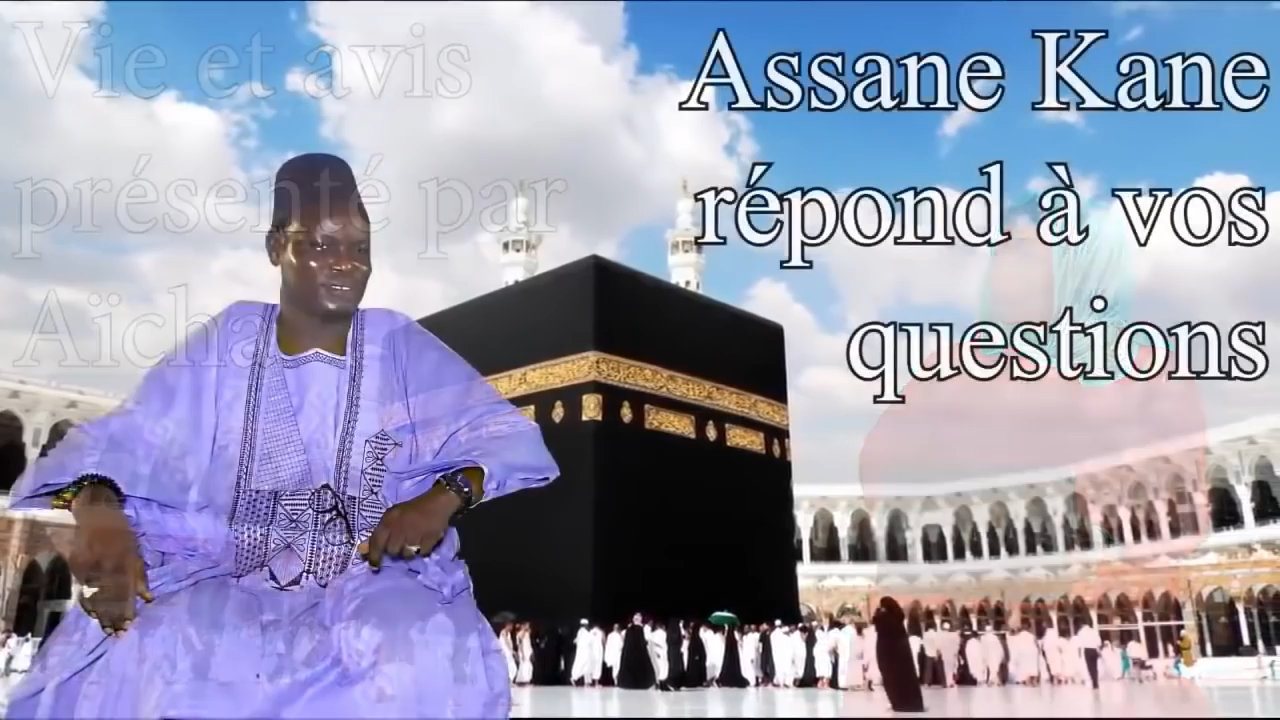 Vie et avis
présenté par
Aïcha
Assane Kane
répond à vos
questions